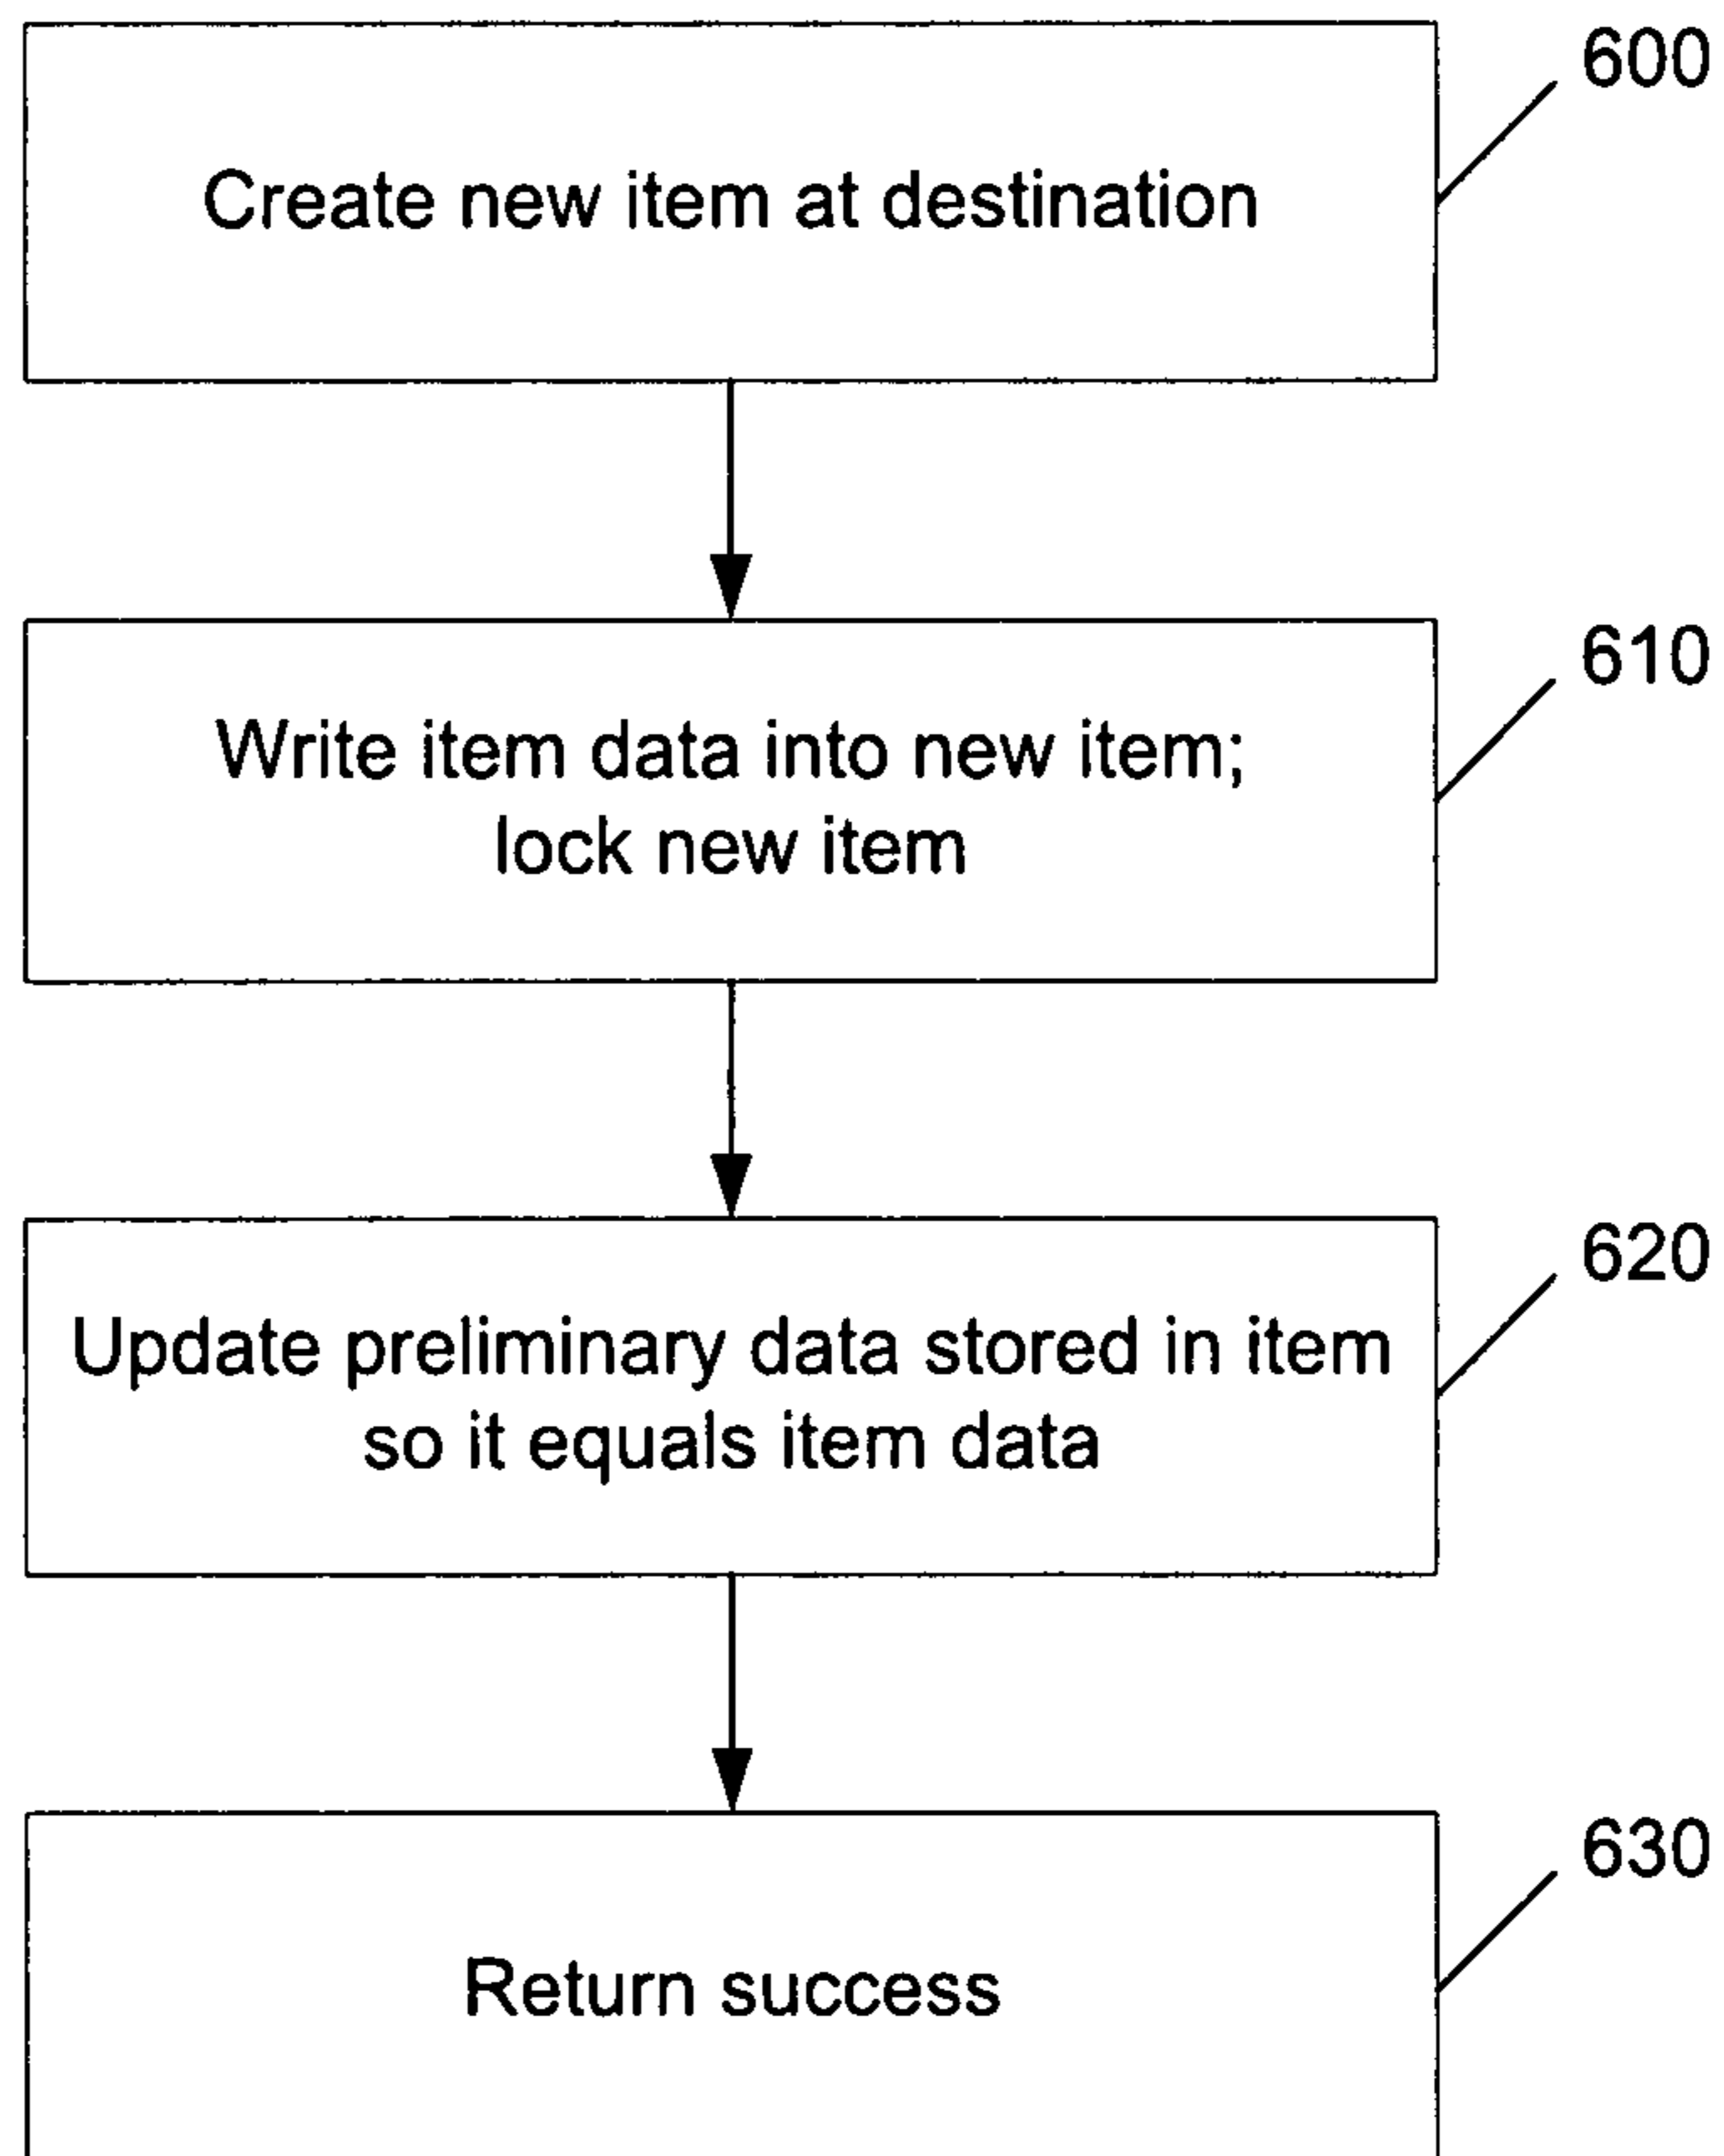 600
Create new item at destination
610
Write item data into new item;
lock new item
620
Update preliminary data stored in item
so it equals item data
630
Return success